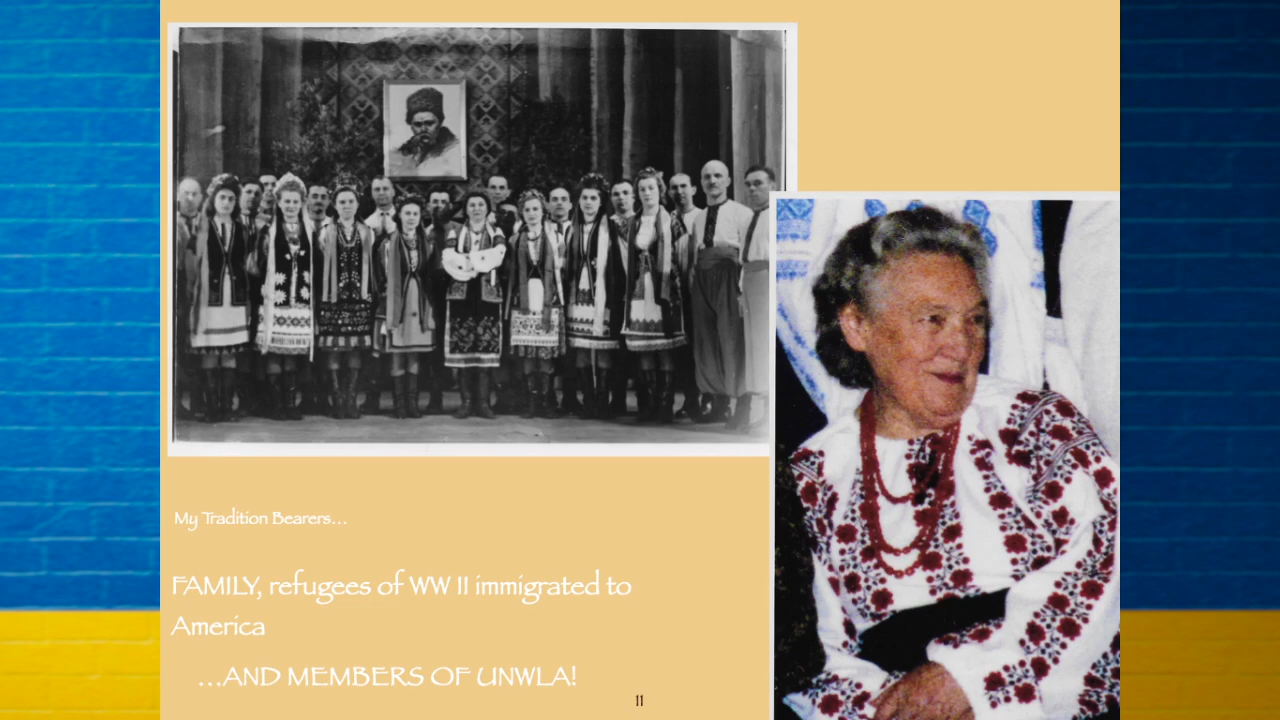 My Tradition Bearers...
FAMILY, refugees of WW II immigrated to
America
...AND MEMBERS OF UNWLA!
11